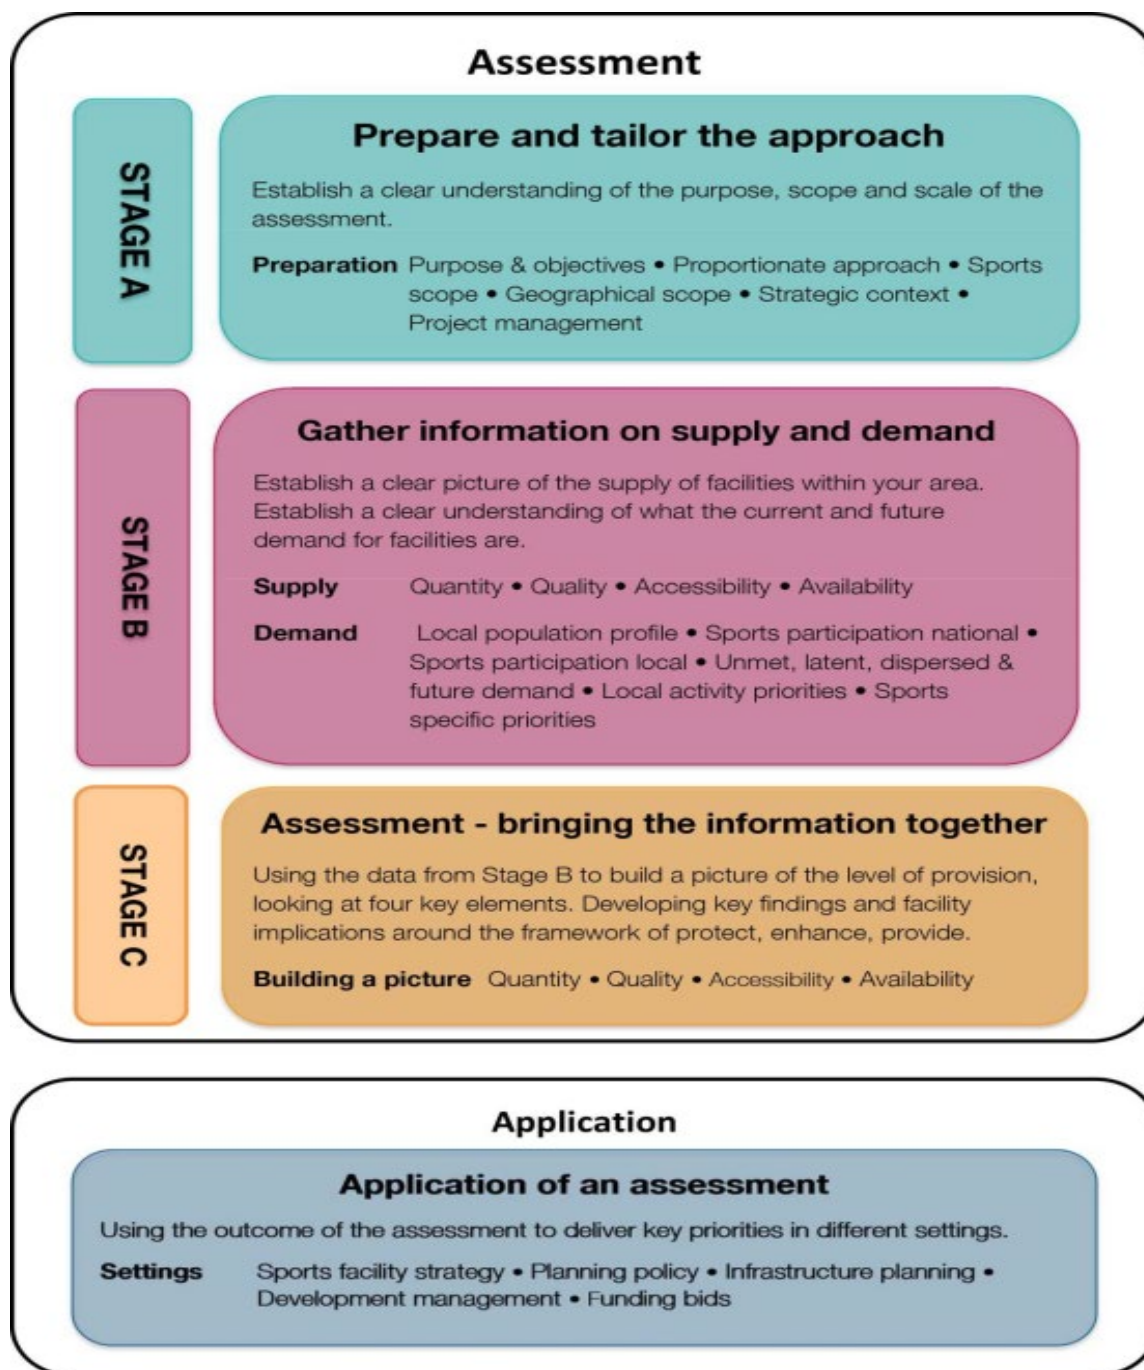 Assessment
STAGE A
Prepare and tailor the approach
Establish a clear understanding of the purpose, scope and scale of the
assessment.
Preparation Purpose & objectives • Proportionate approach • Sports
scope • Geographical scope • Strategic context •
Project management
STAGE B
Gather information on supply and demand
Establish a clear picture of the supply of facilities within your area.
Establish a clear understanding of what the current and future
demand for facilities are.
Supply Quantity • Quality • Accessibility • Availability
Demand Local population profile • Sports participation national •
Sports participation local • Unmet, latent, dispersed &
future demand • Local activity priorities • Sports
specific priorities
STAGE C
Assessment - bringing the information together
Using the data from Stage B to build a picture of the level of provision,
looking at four key elements. Developing key findings and facility
implications around the framework of protect, enhance, provide.
Building a picture Quantity • Quality • Accessibility • Availability
Application
Application of an assessment
Using the outcome of the assessment to deliver key priorities in different settings.
Settings Sports facility strategy • Planning policy • Infrastructure planning •
Development management • Funding bids